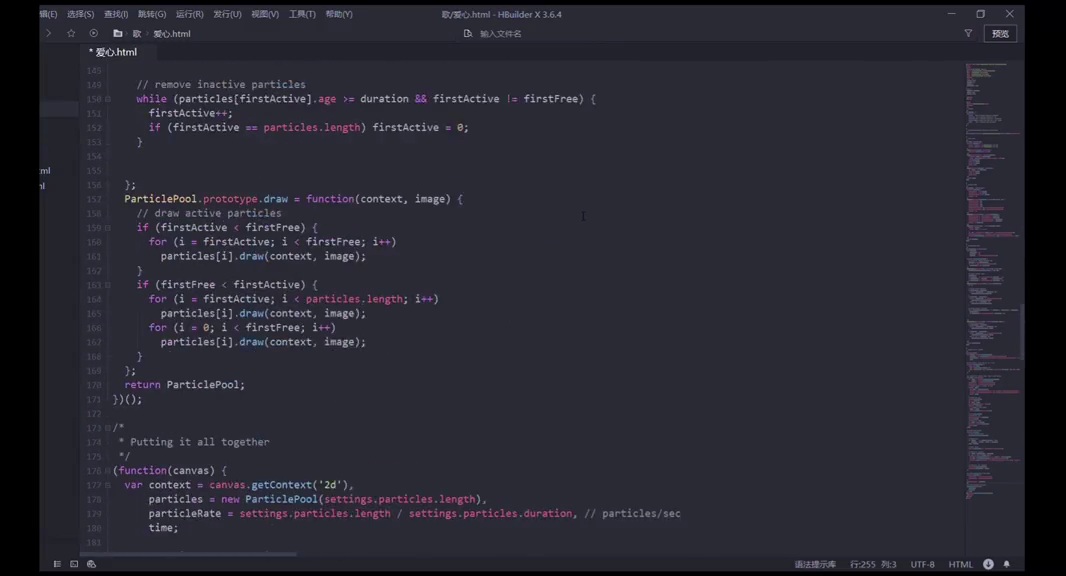 编辑(E) 选择(S) 查找(I) 跳转(G) 运行(R) 发行(U) 视图(V) 工具(T) 帮助(Y)
歌/爱心.html - HBuilder X 3.6.4
歌 爱心.html
输入文件名
预览
* 爱心.html
149 // remove inactive particles
150 while (particles[firstActive].age >= duration && firstActive != firstFree) {
151 firstActive++;
152 if (firstActive == particles.length) firstActive = 0;
153 }
154
155
156 };
157 ParticlePool.prototype.draw = function(context, image) {
158 // draw active particles
159 if (firstActive < firstFree) {
160 for (i = firstActive; i < firstFree; i++)
161 particles[i].draw(context, image);
162 }
163 if (firstFree < firstActive) {
164 for (i = firstActive; i < particles.length; i++)
165 particles[i].draw(context, image);
166 for (i = 0; i < firstFree; i++)
167 particles[i].draw(context, image);
168 }
169 };
170 return ParticlePool;
171 })();
172
173 /*
174 * Putting it all together
175 */
176 (function(canvas) {
177 var context = canvas.getContext('2d'),
178 particles = new ParticlePool(settings.particles.length),
179 particleRate = settings.particles.length / settings.particles.duration, // particles/sec
180 time;
181
语法提示库 行:255 列:3 UTF-8 HTML